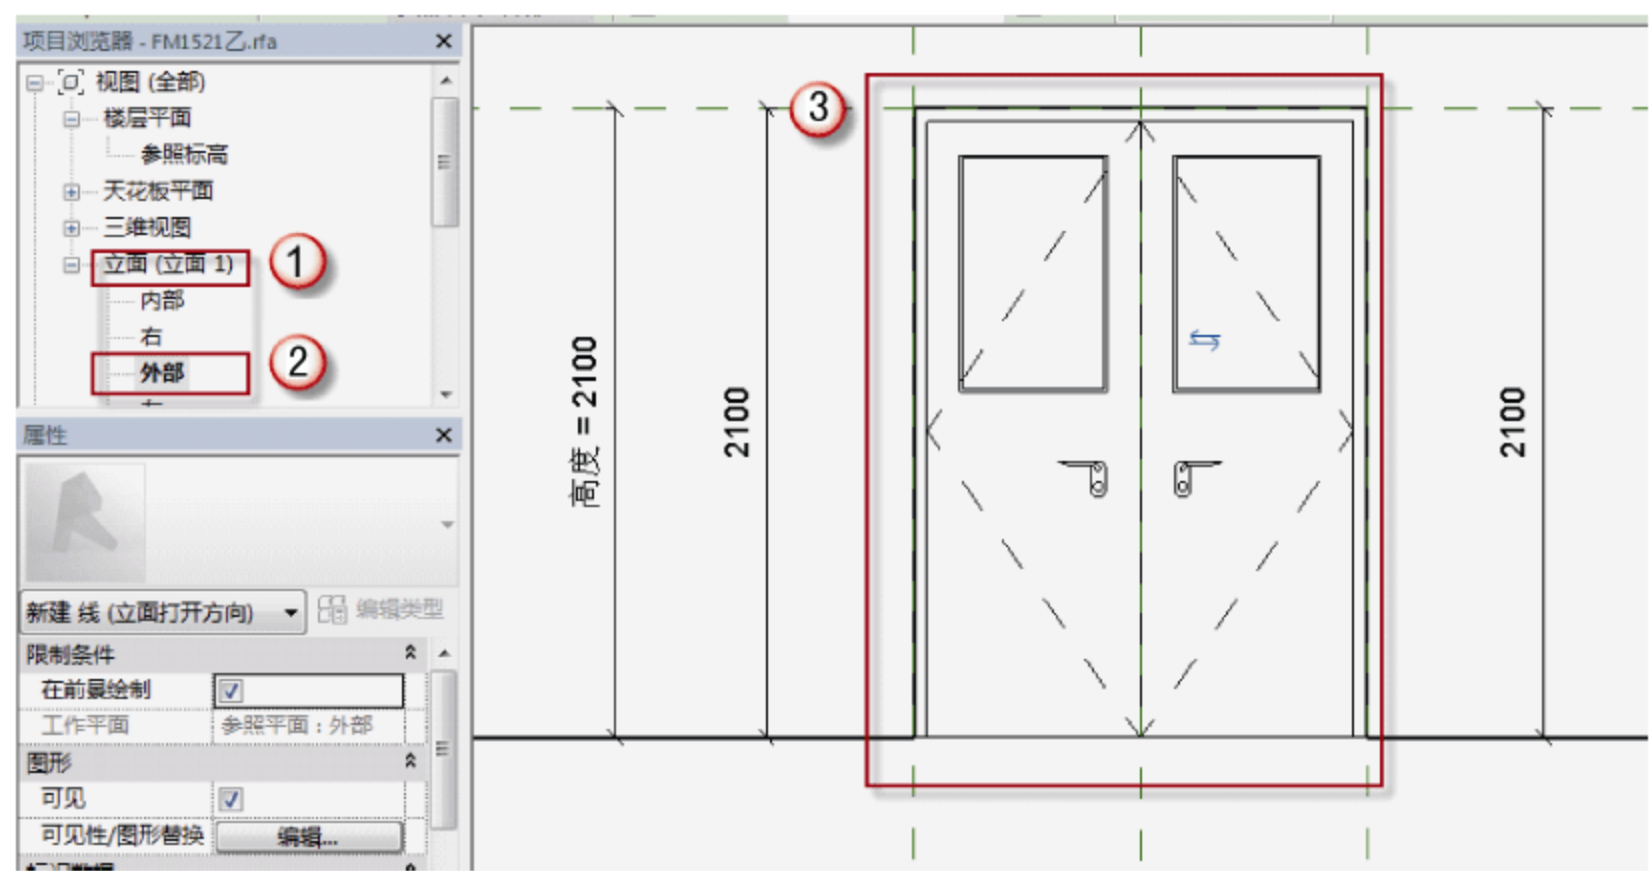 项目浏览器 - FM1521乙.rfa
视图 (全部)
楼层平面
参照标高
天花板平面
三维视图
立面 (立面 1)
1
内部
右
外部
2
属性
新建 线 (立面打开方向)
编辑类型
限制条件
在前景绘制
工作平面
参照平面 : 外部
图形
可见
可见性/图形替换
编辑...
3
高度 = 2100
2100
2100